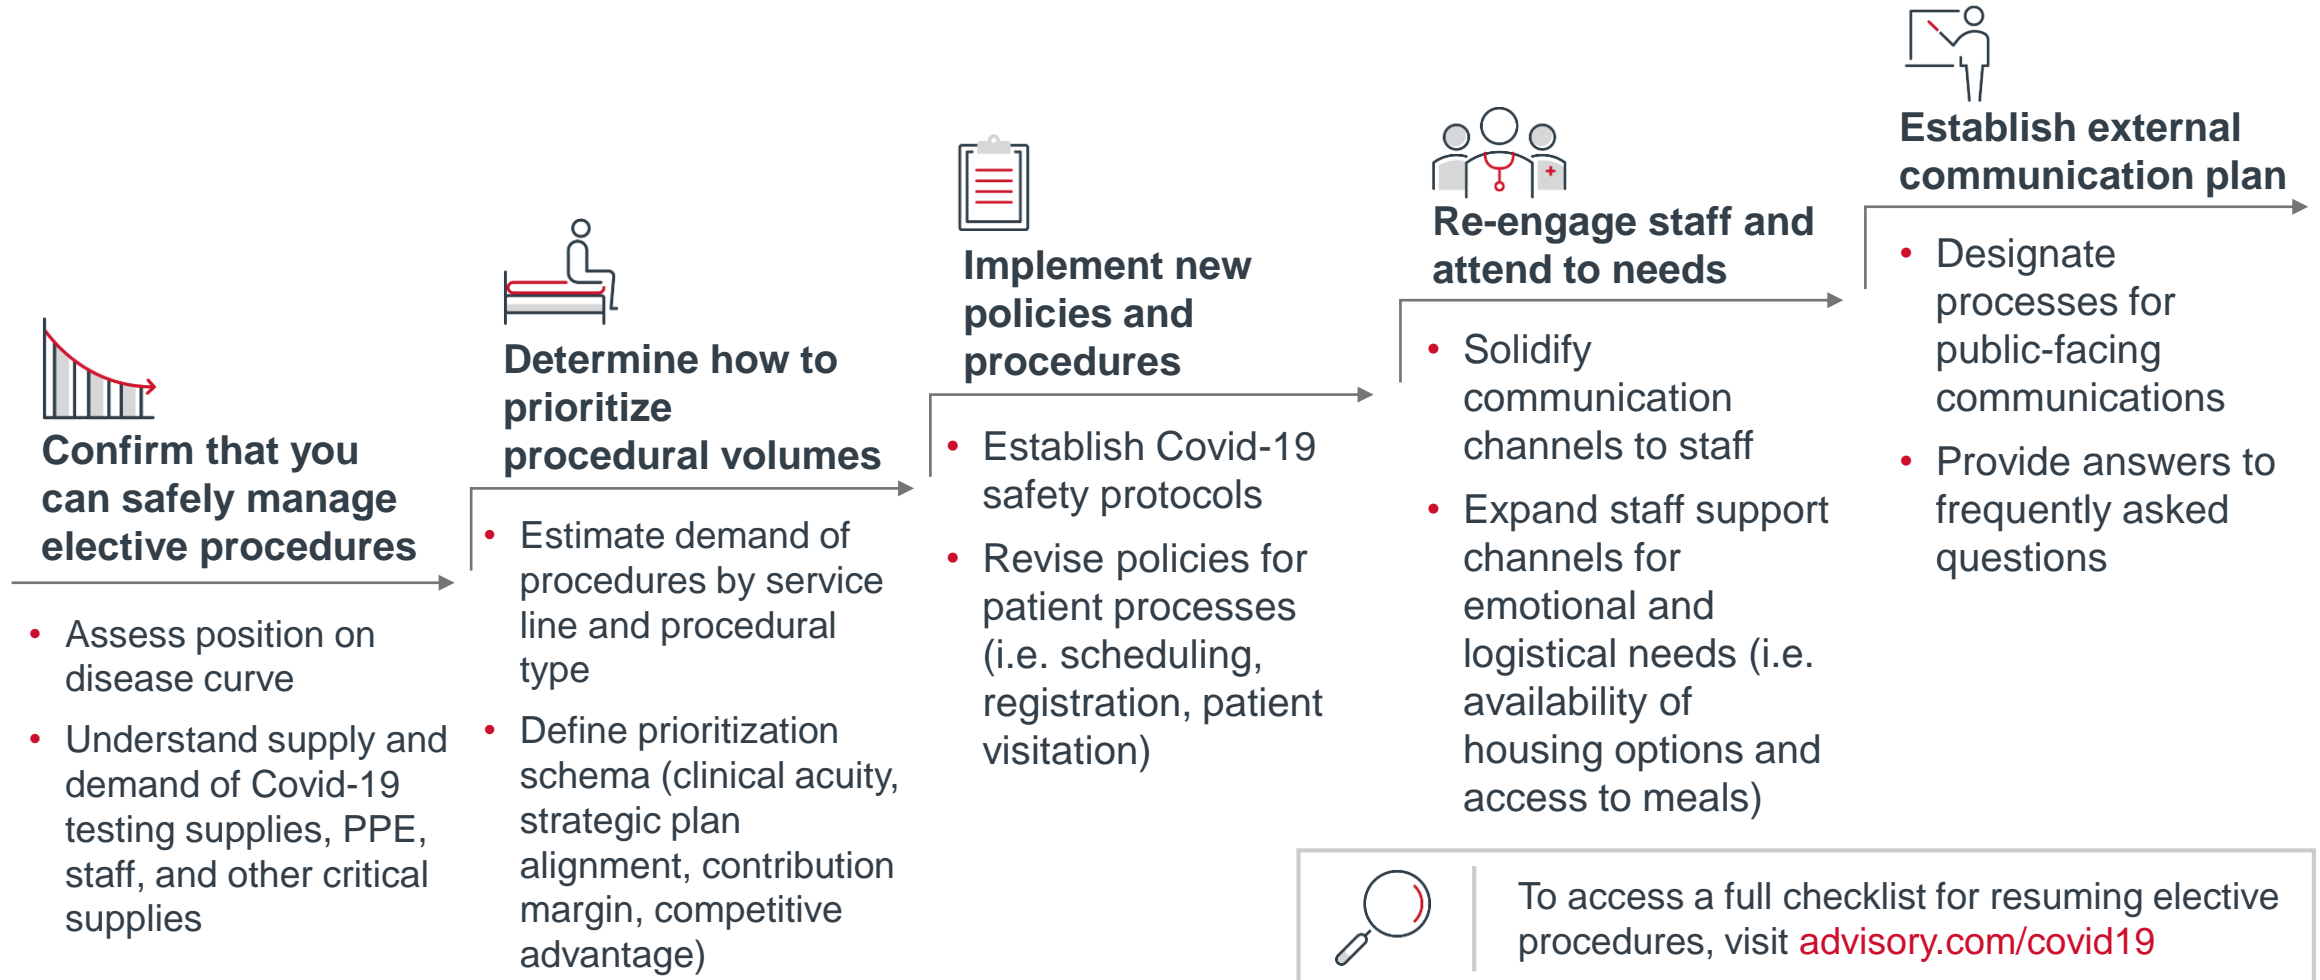 Confirm that you
can safely manage
elective procedures
• Assess position on
disease curve
• Understand supply and
demand of Covid-19
testing supplies, PPE,
staff, and other critical
supplies
Determine how to
prioritize
procedural volumes
• Estimate demand of
procedures by service
line and procedural
type
• Define prioritization
schema (clinical acuity,
strategic plan
alignment, contribution
margin, competitive
advantage)
Implement new
policies and
procedures
• Establish Covid-19
safety protocols
• Revise policies for
patient processes
(i.e. scheduling,
registration, patient
visitation)
Re-engage staff and
attend to needs
• Solidify
communication
channels to staff
• Expand staff support
channels for
emotional and
logistical needs (i.e.
availability of
housing options and
access to meals)
Establish external
communication plan
• Designate
processes for
public-facing
communications
• Provide answers to
frequently asked
questions
To access a full checklist for resuming elective
procedures, visit advisory.com/covid19